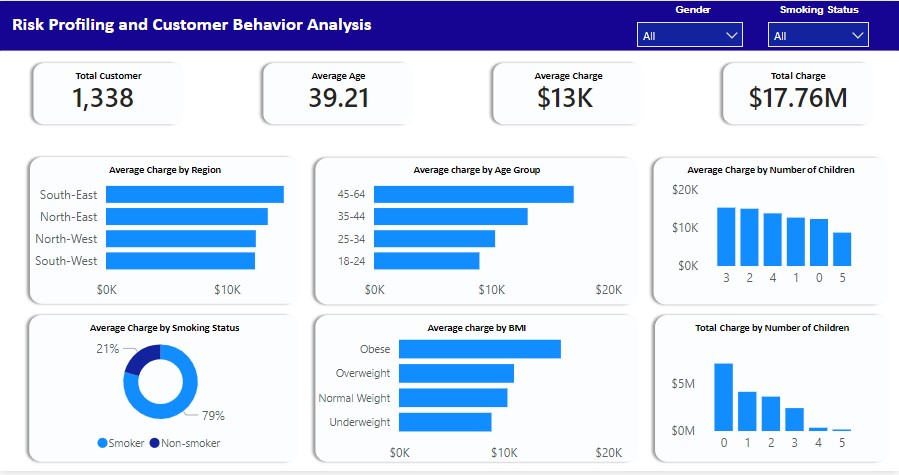 Risk Profiling and Customer Behavior Analysis
Gender
All
Smoking Status
All
Total Customer
1,338
Average Age
39.21
Average Charge
$13K
Total Charge
$17.76M
Average Charge by Region
South-East
North-East
North-West
South-West
$0K $10K
Average charge by Age Group
45-64
35-44
25-34
18-24
$0K $10K $20K
Average Charge by Number of Children
$20K
$10K
$0K
3 2 4 1 0 5
Average Charge by Smoking Status
21%
79%
Smoker Non-smoker
Average charge by BMI
Obese
Overweight
Normal Weight
Underweight
$0K $10K $20K
Total Charge by Number of Children
$5M
$0M
0 1 2 3 4 5